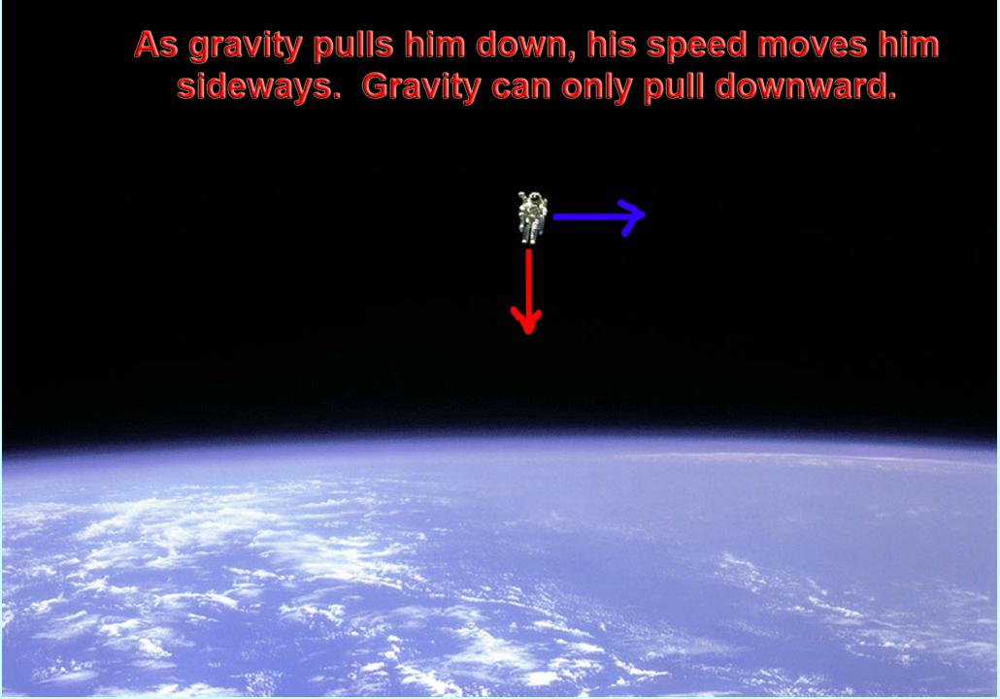 As gravity pulls him down, his speed moves him
sideways.  Gravity can only pull downward.